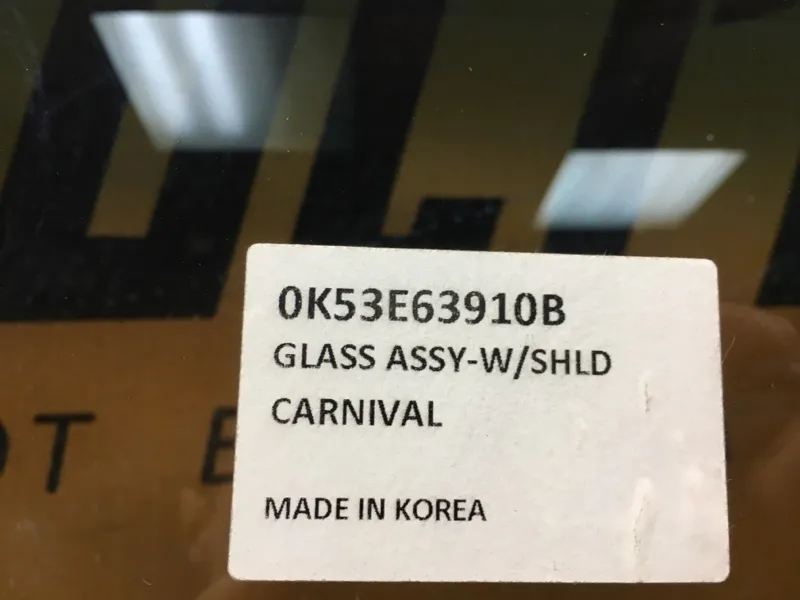 0K53E63910B
GLASS ASSY-W/SHLD
CARNIVAL
MADE IN KOREA